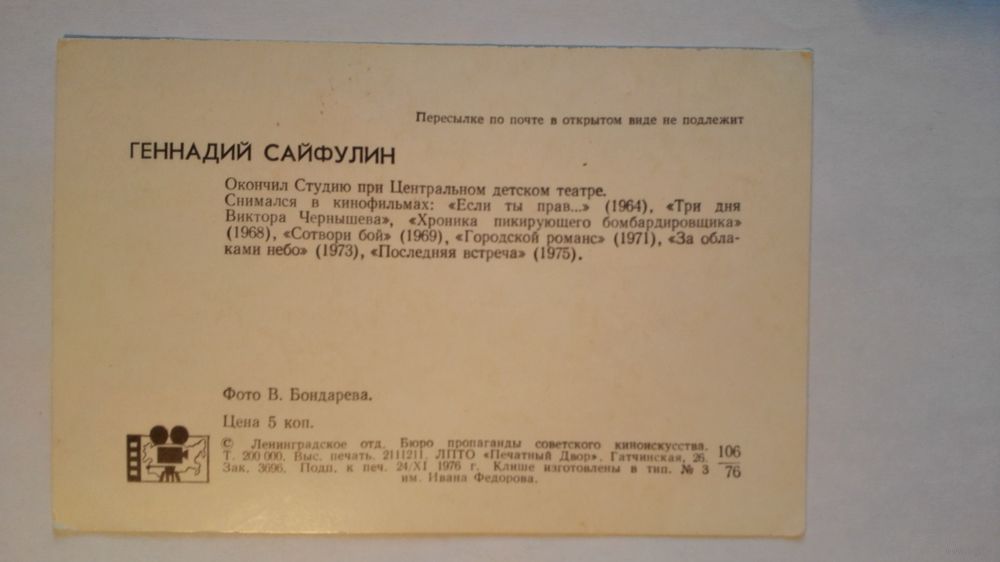 Пересылке по почте в открытом виде не подлежит
ГЕННАДИЙ САЙФУЛИН
Окончил Студию при Центральном детском театре.
Снимался в кинофильмах: «Если ты прав...» (1964), «Три дня
Виктора Чернышева», «Хроника пикирующего бомбардировщика»
(1968), «Сотвори бой» (1969), «Городской романс» (1971), «За обла-
ками небо» (1973), «Последняя встреча» (1975).
Фото В. Бондарева.
Цена 5 коп.
© Ленинградское отд. Бюро пропаганды советского киноискусства.
Т. 200 000. Выс. печать. 2111211. ЛПТО «Печатный Двор». Гатчинская, 26.
Зак. 3696. Подп. к печ. 24/XI 1976 г. Клише изготовлены в тип. № 3
им. Ивана Федорова.
106
76